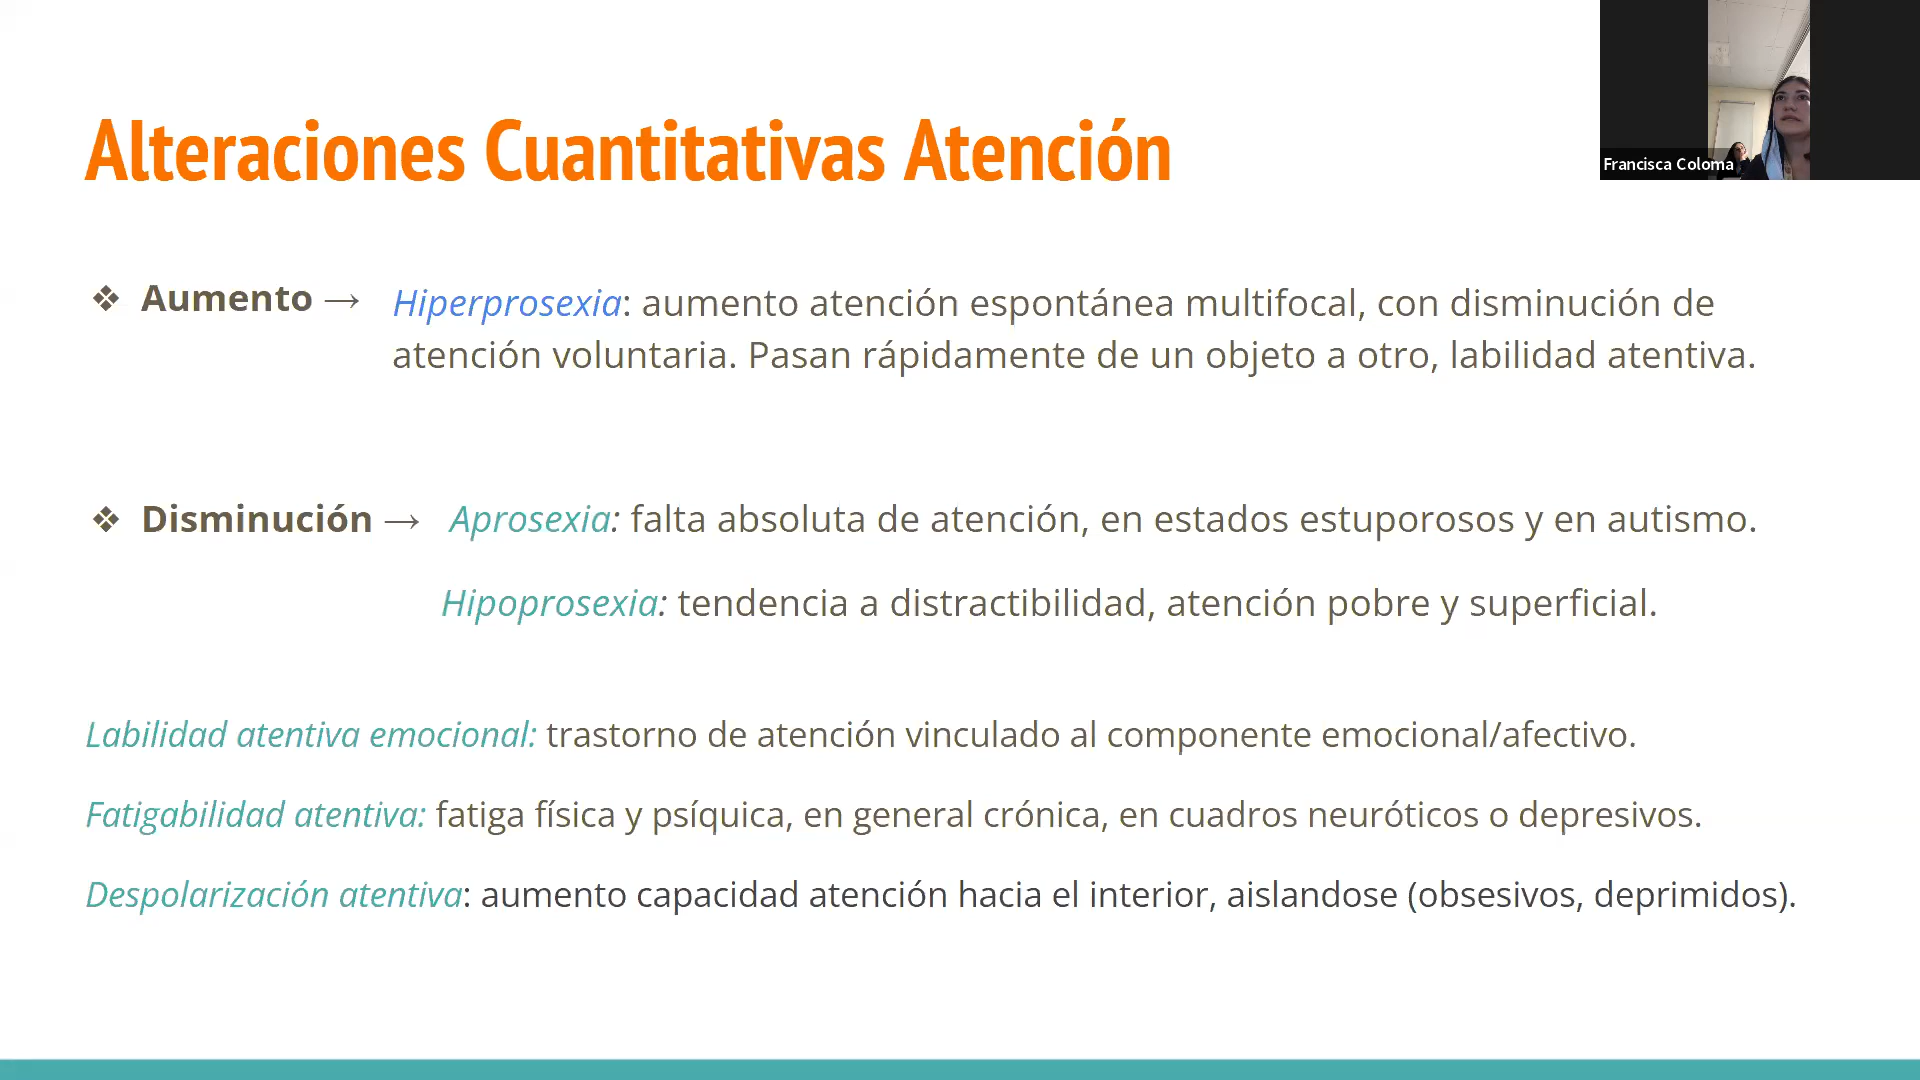 Alteraciones Cuantitativas Atención
Francisca Coloma
❖ Aumento → Hiperprosexia: aumento atención espontánea multifocal, con disminución de
atención voluntaria. Pasan rápidamente de un objeto a otro, labilidad atentiva.
❖ Disminución → Aprosexia: falta absoluta de atención, en estados estuporosos y en autismo.
Hipoprosexia: tendencia a distractibilidad, atención pobre y superficial.
Labilidad atentiva emocional: trastorno de atención vinculado al componente emocional/afectivo.
Fatigabilidad atentiva: fatiga física y psíquica, en general crónica, en cuadros neuróticos o depresivos.
Despolarización atentiva: aumento capacidad atención hacia el interior, aislandose (obsesivos, deprimidos).